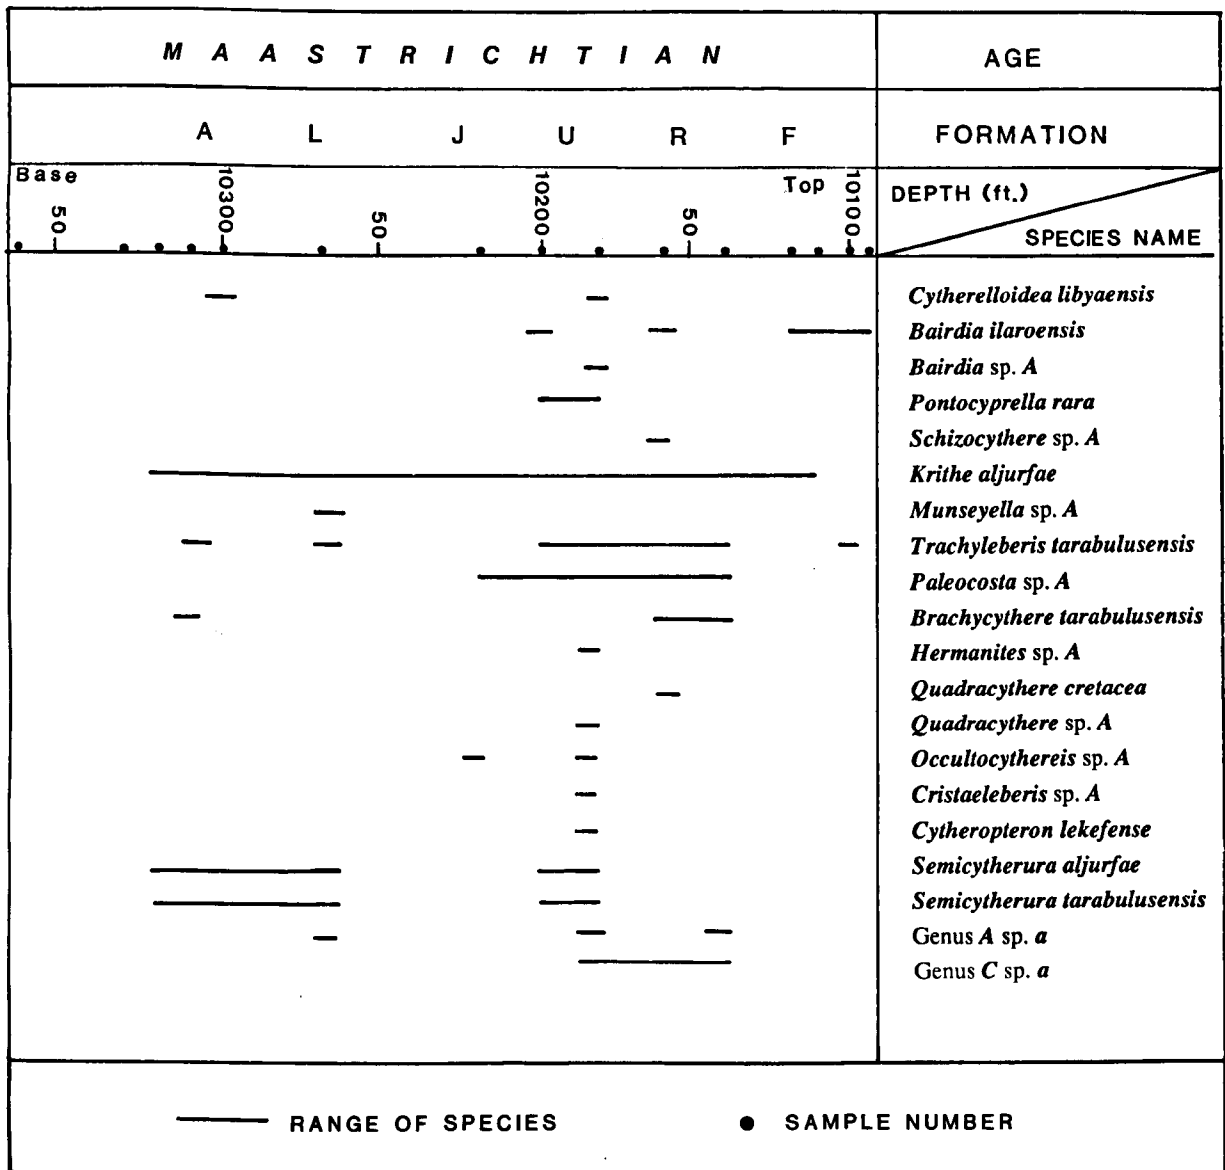 MAASTRICHTIAN AGE
AL JURF FORMATION
Base Top
50 10300 50 10200 50 10100
DEPTH (ft.)
SPECIES NAME
Cytherelloidea libyaensis
Bairdia ilaroensis
Bairdia sp. A
Pontocyprella rara
Schizocythere sp. A
Krithe aljurfae
Munseyella sp. A
Trachyleberis tarabulusensis
Paleocosta sp. A
Brachycythere tarabulusensis
Hermanites sp. A
Quadracythere cretacea
Quadracythere sp. A
Occultocythereis sp. A
Cristaeleberis sp. A
Cytheropteron lekefense
Semicytherura aljurfae
Semicytherura tarabulusensis
Genus A sp. a
Genus C sp. a
RANGE OF SPECIES
SAMPLE NUMBER